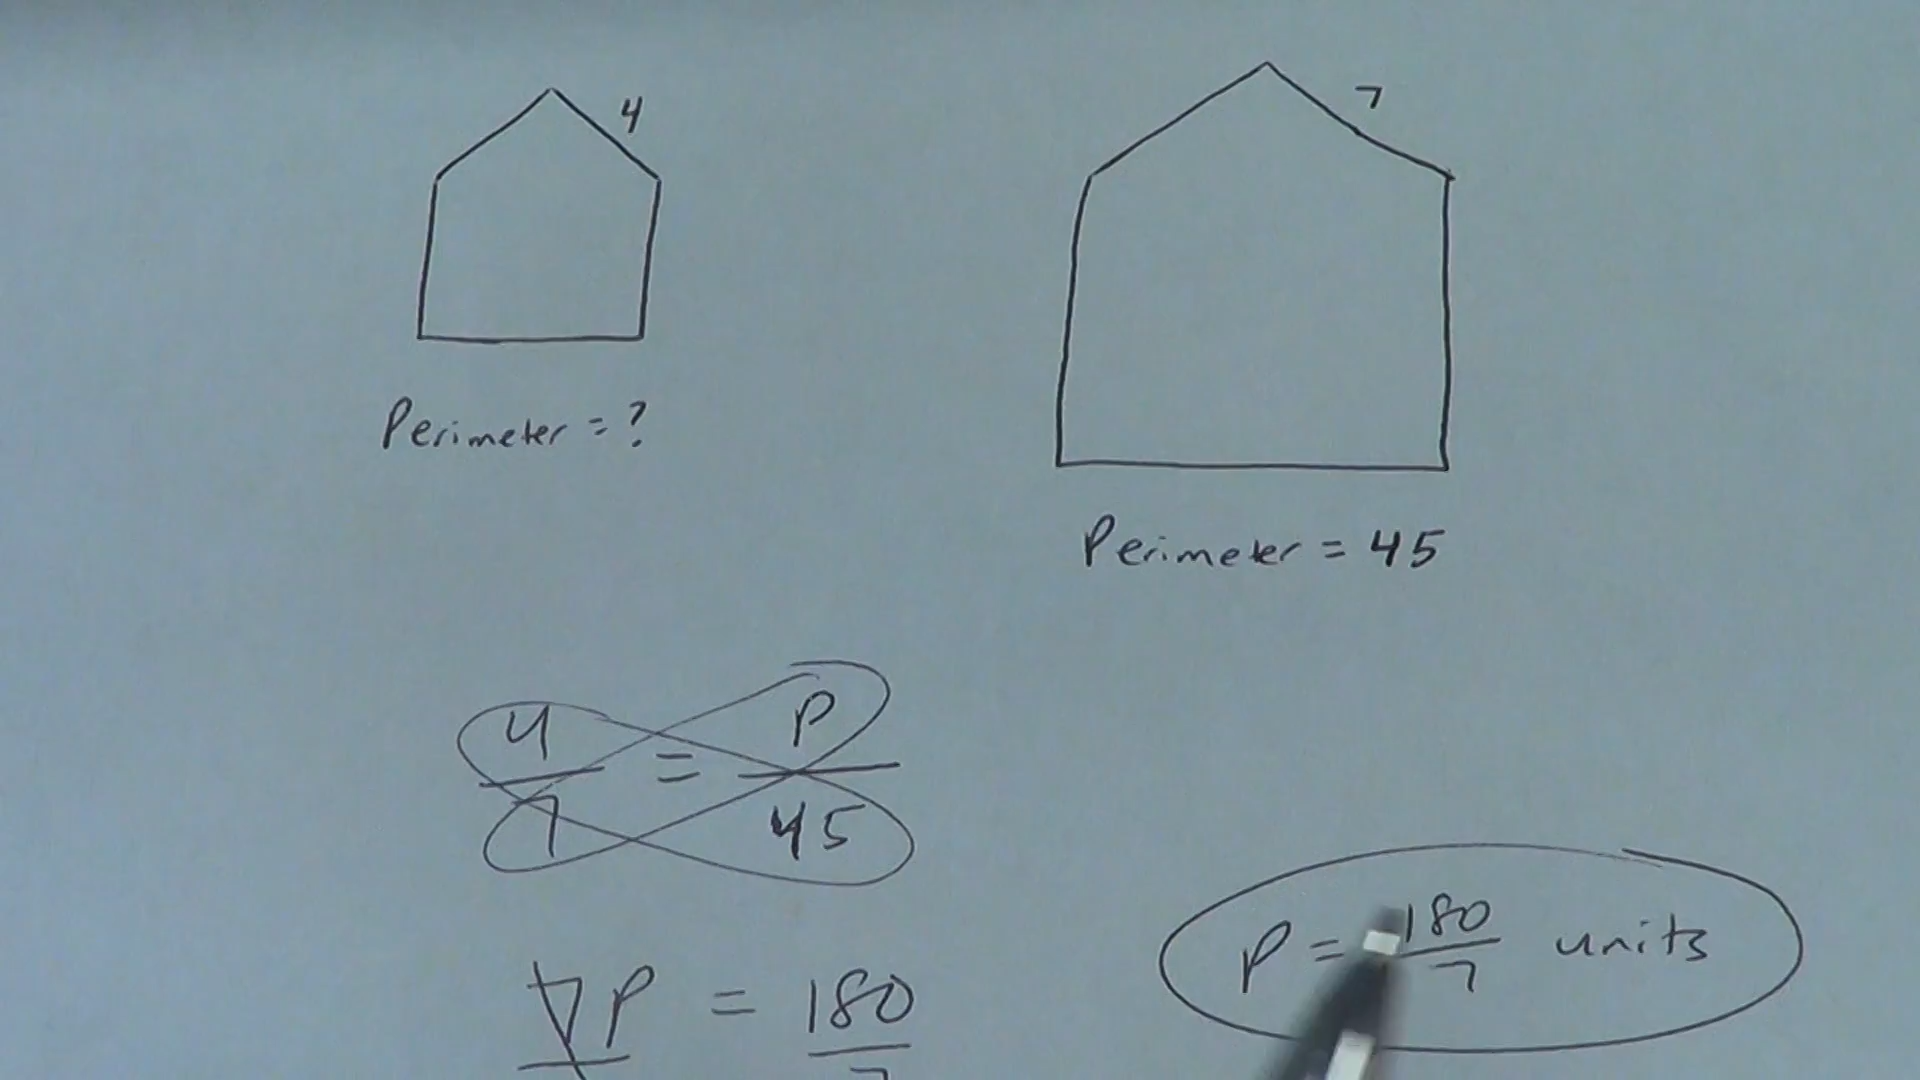 4
7
Perimeter = ?
Perimeter = 45
4/7 = P/45
P = 180/7 units
7P = 180/7